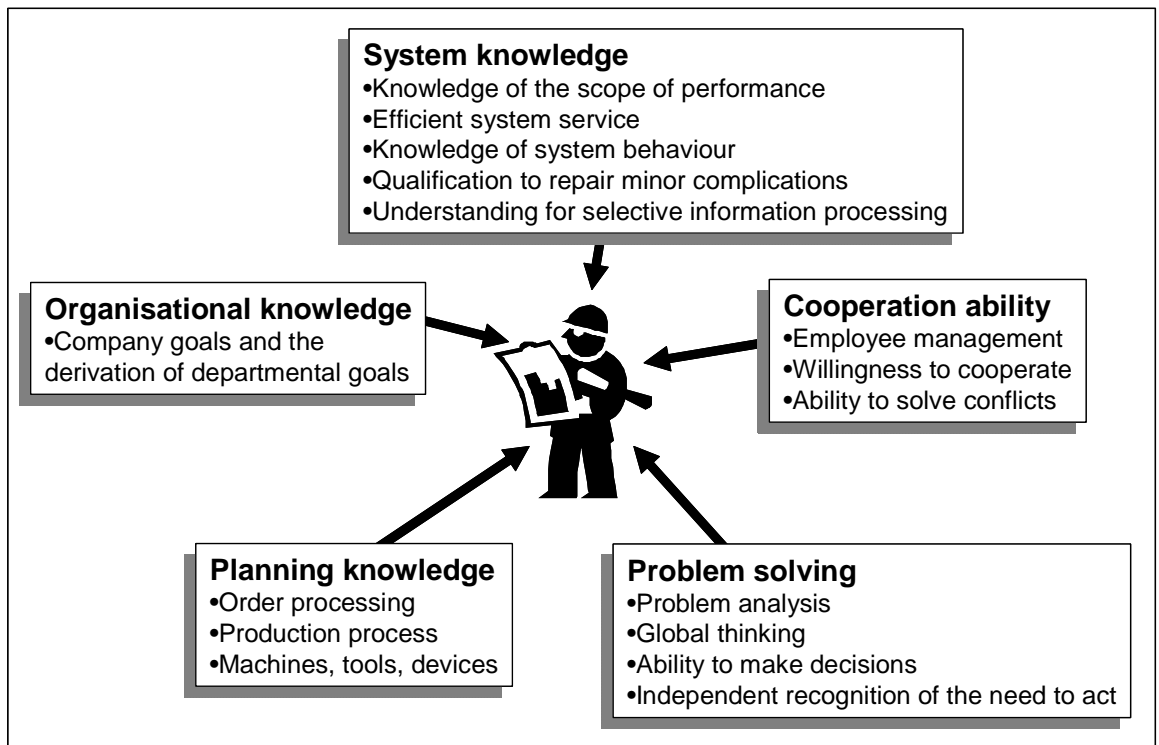 System knowledge
•Knowledge of the scope of performance
•Efficient system service
•Knowledge of system behaviour
•Qualification to repair minor complications
•Understanding for selective information processing
Organisational knowledge
•Company goals and the
derivation of departmental goals
Cooperation ability
•Employee management
•Willingness to cooperate
•Ability to solve conflicts
Planning knowledge
•Order processing
•Production process
•Machines, tools, devices
Problem solving
•Problem analysis
•Global thinking
•Ability to make decisions
•Independent recognition of the need to act